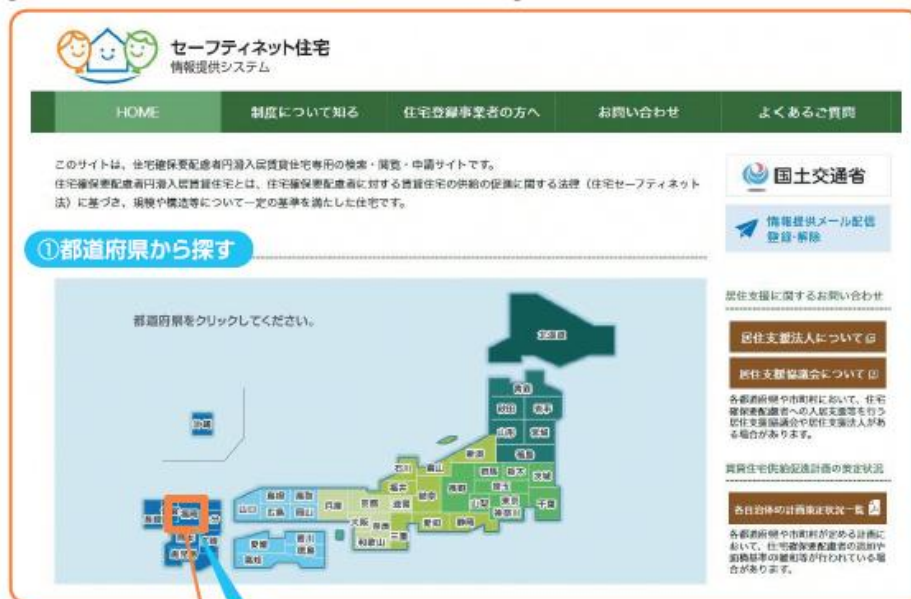 セーフティネット住宅
情報提供システム
HOME
制度について知る
住宅登録事業者の方へ
お問い合わせ
よくあるご質問
このサイトは、住宅確保要配慮者円滑入居賃貸住宅専用の検索・閲覧・申請サイトです。
住宅確保要配慮者円滑入居賃貸住宅とは、住宅確保要配慮者に対する賃貸住宅の供給の促進に関する法律（住宅セーフティネット
法）に基づき、規模や構造等について一定の基準を満たした住宅です。
国土交通省
情報提供メール配信
登録・解除
①都道府県から探す
都道府県をクリックしてください。
北海道
青森
秋田 岩手
山形 宮城
福島
新潟
石川 富山
群馬 栃木 茨城
福井 岐阜 長野 埼玉
山梨 東京 千葉
神奈川
滋賀
愛知 静岡
京都
兵庫
大阪 奈良 三重
和歌山
島根 鳥取
山口 広島 岡山
愛媛 香川
高知 徳島
福岡
沖縄
居住支援に関するお問い合わせ
居住支援法人について
居住支援協議会について
各都道府県や市町村において、住宅
確保要配慮者への入居支援等を行う
居住支援協議会や居住支援法人があ
る場合があります。
賃貸住宅供給促進計画の策定状況
各自治体の計画策定状況一覧
各都道府県や市町村が定める計画に
おいて、住宅確保要配慮者の追加や
面積基準の緩和等が行われている場
合があります。